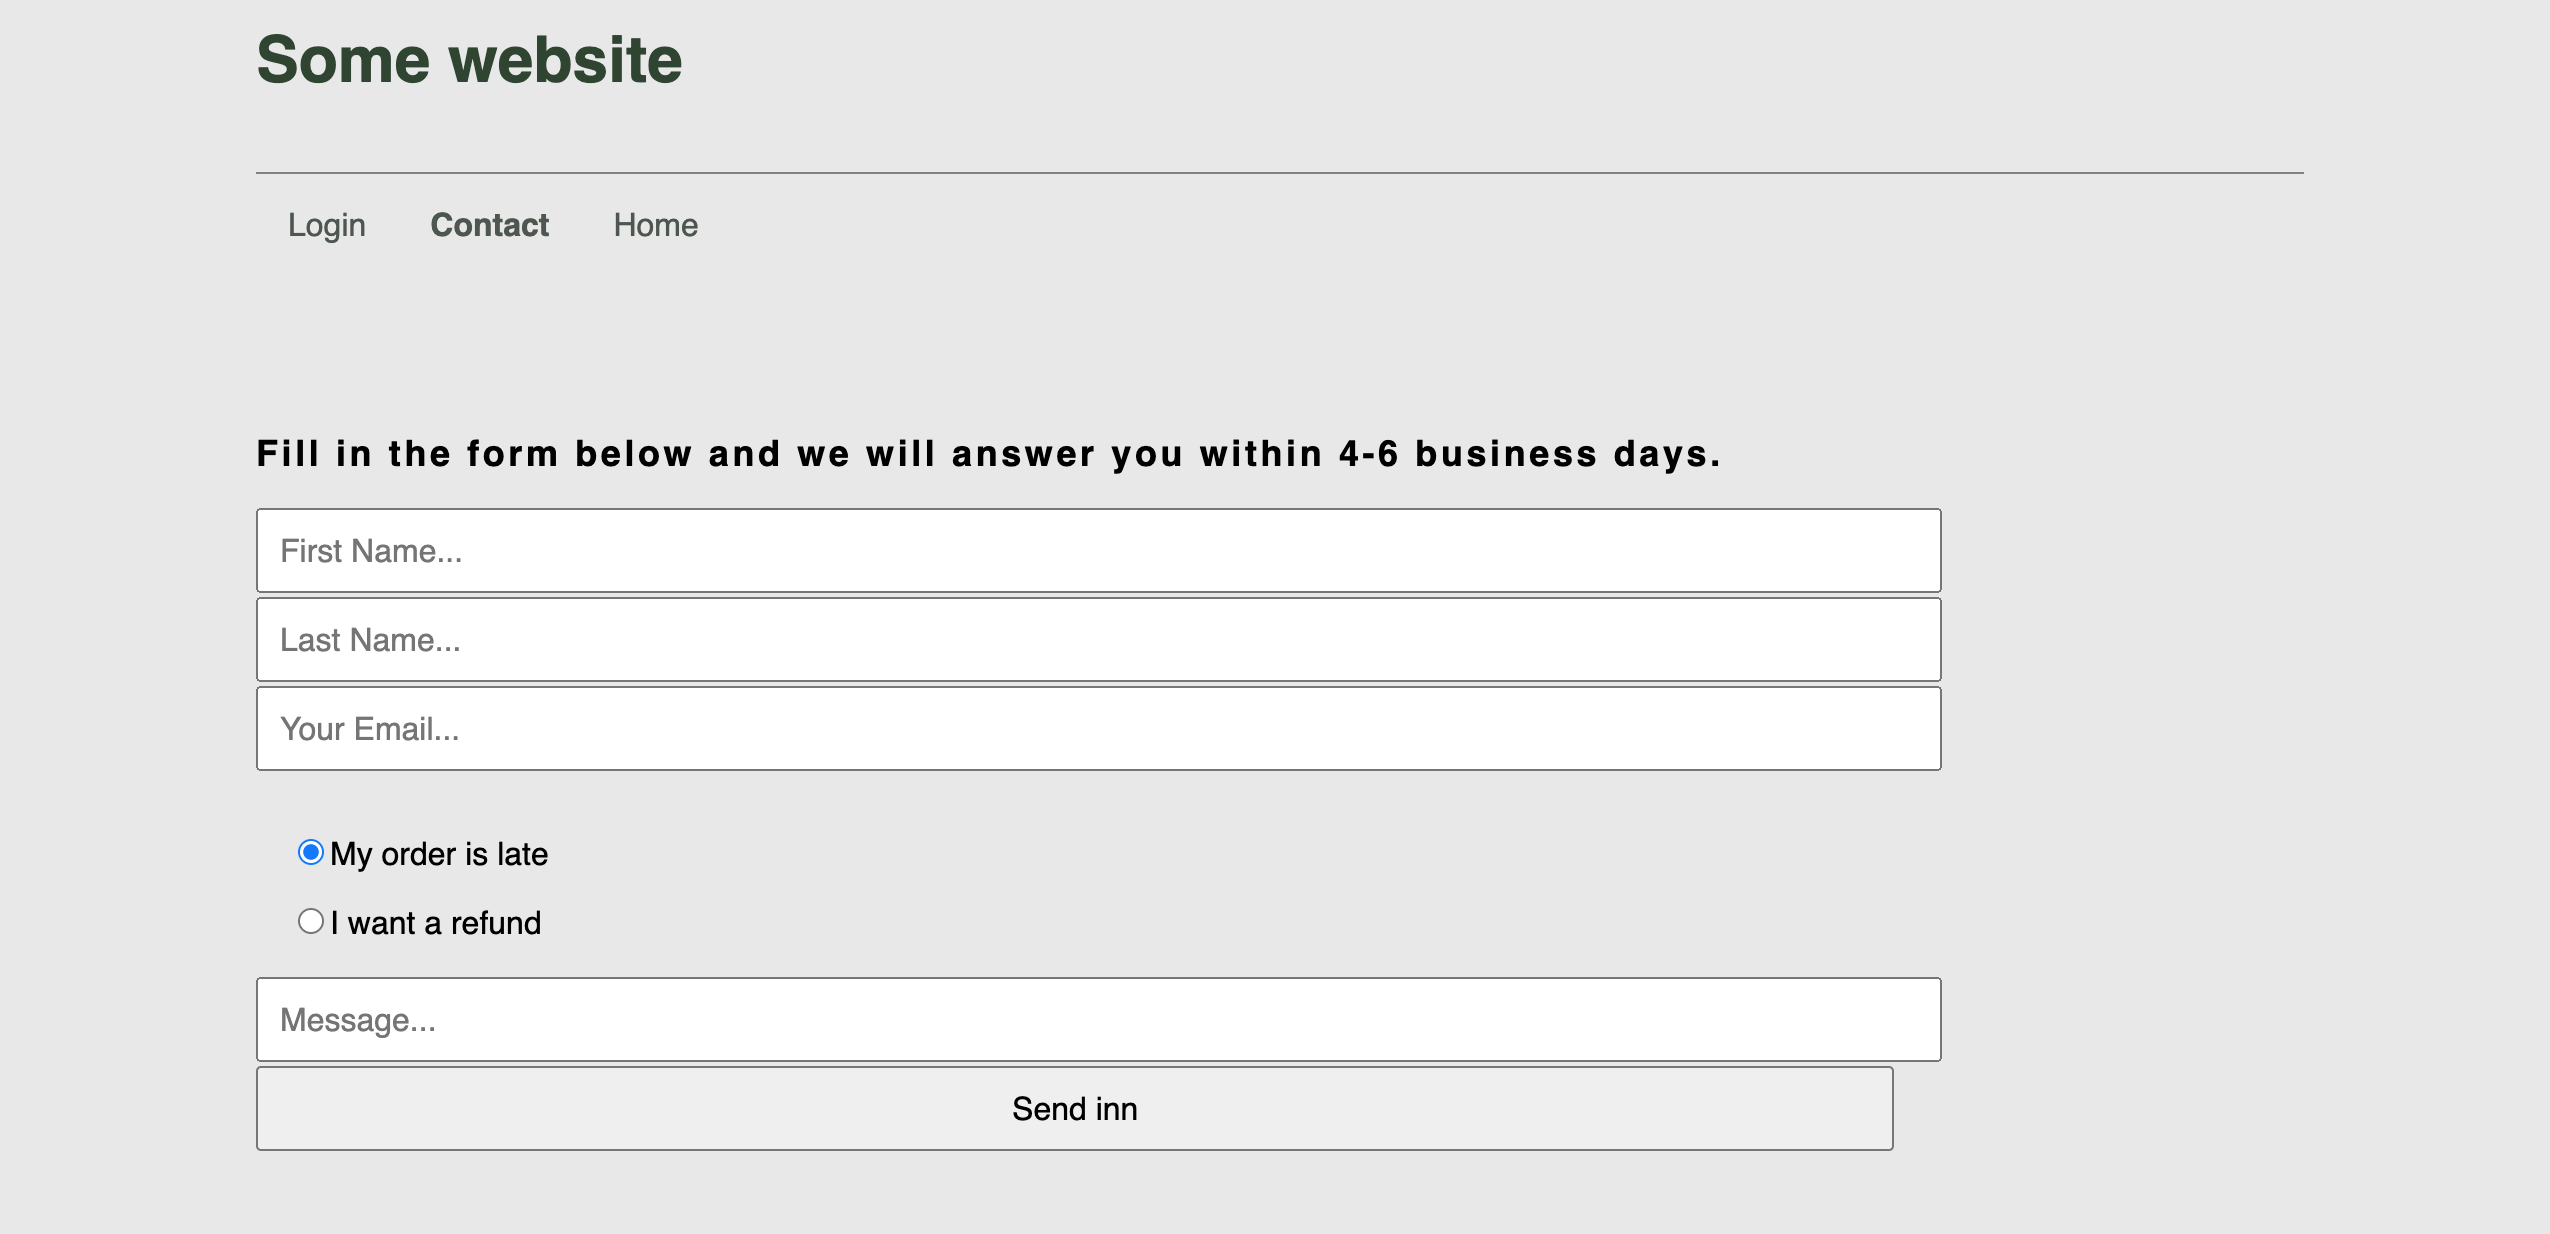 Some website
Login Contact Home
Fill in the form below and we will answer you within 4-6 business days.
First Name...
Last Name...
Your Email...
My order is late
I want a refund
Message...
Send inn